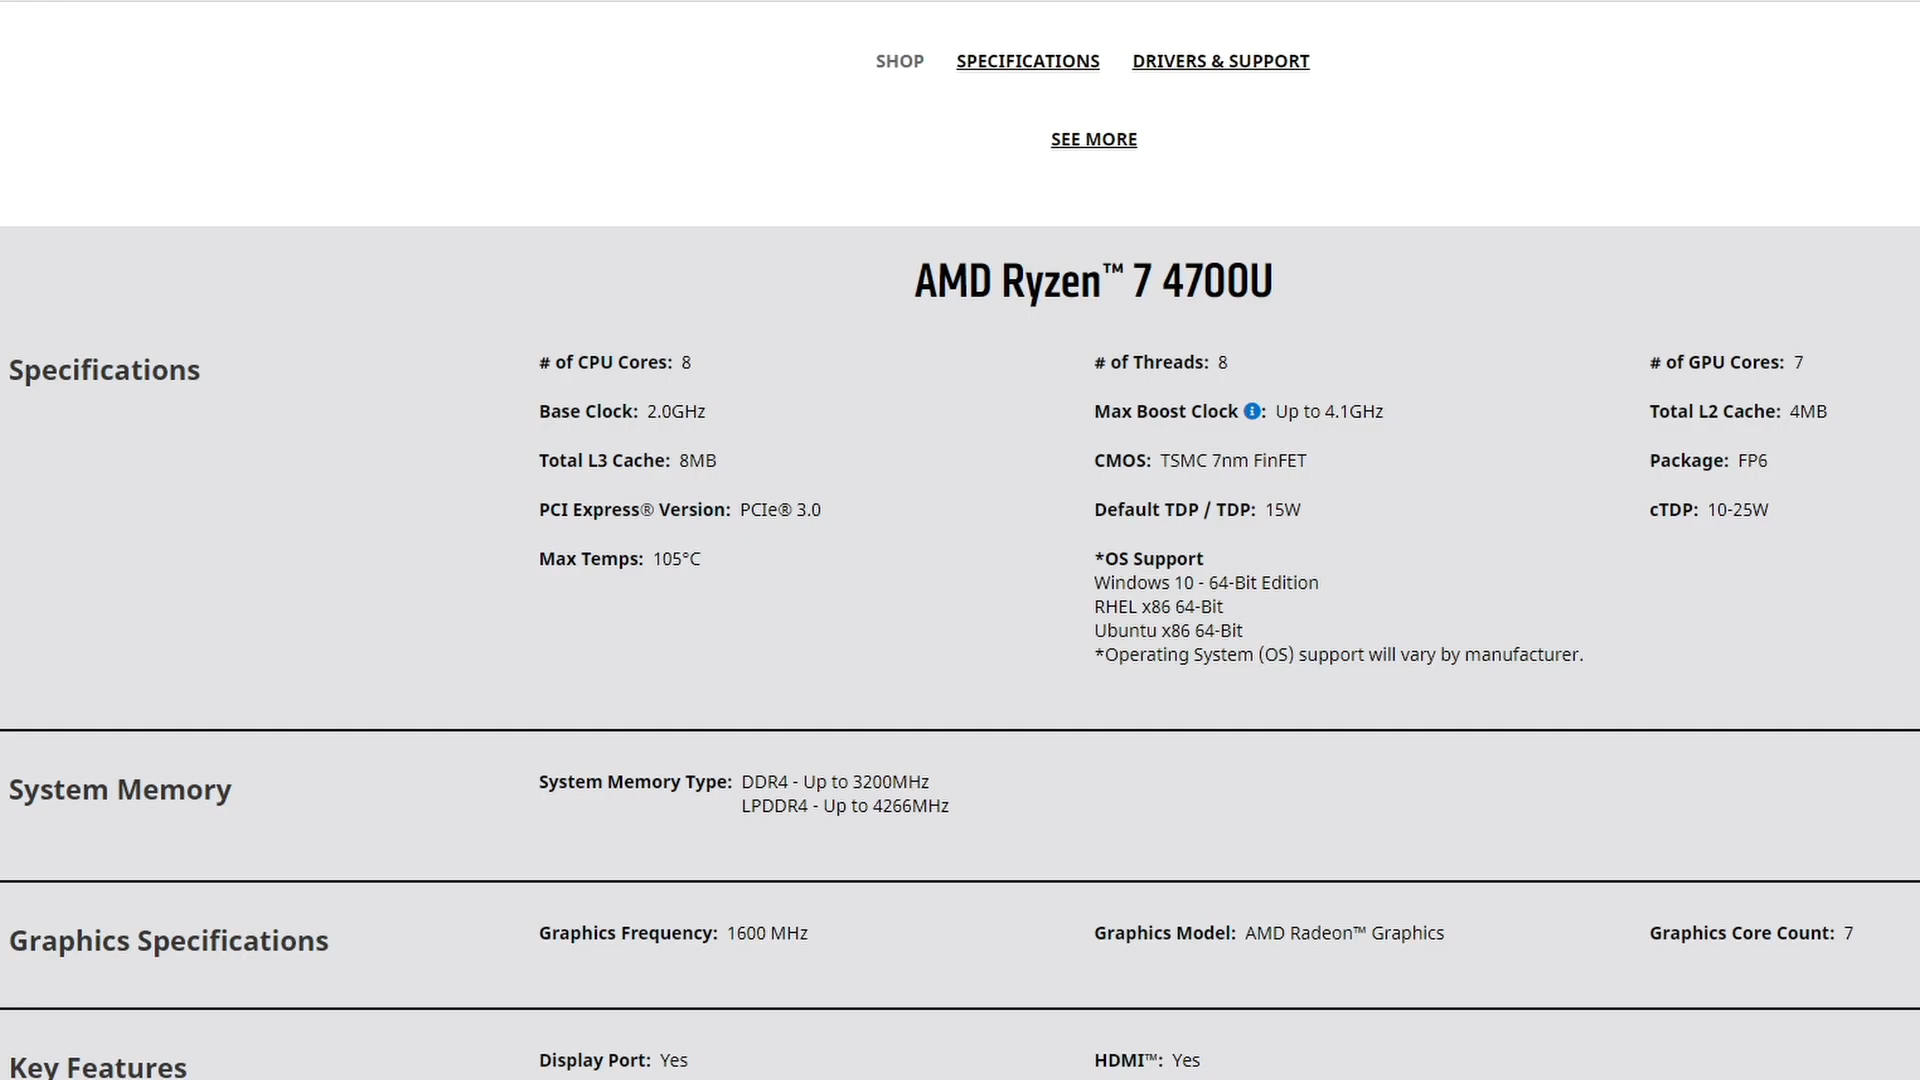 SHOP SPECIFICATIONS DRIVERS & SUPPORT
SEE MORE
AMD Ryzen™ 7 4700U
Specifications
# of CPU Cores: 8
# of Threads: 8
# of GPU Cores: 7
Base Clock: 2.0GHz
Max Boost Clock : Up to 4.1GHz
Total L2 Cache: 4MB
Total L3 Cache: 8MB
CMOS: TSMC 7nm FinFET
Package: FP6
PCI Express® Version: PCIe® 3.0
Default TDP / TDP: 15W
cTDP: 10-25W
Max Temps: 105°C
*OS Support
Windows 10 - 64-Bit Edition
RHEL x86 64-Bit
Ubuntu x86 64-Bit
*Operating System (OS) support will vary by manufacturer.
System Memory
System Memory Type: DDR4 - Up to 3200MHz
LPDDR4 - Up to 4266MHz
Graphics Specifications
Graphics Frequency: 1600 MHz
Graphics Model: AMD Radeon™ Graphics
Graphics Core Count: 7
Key Features
Display Port: Yes
HDMI™: Yes